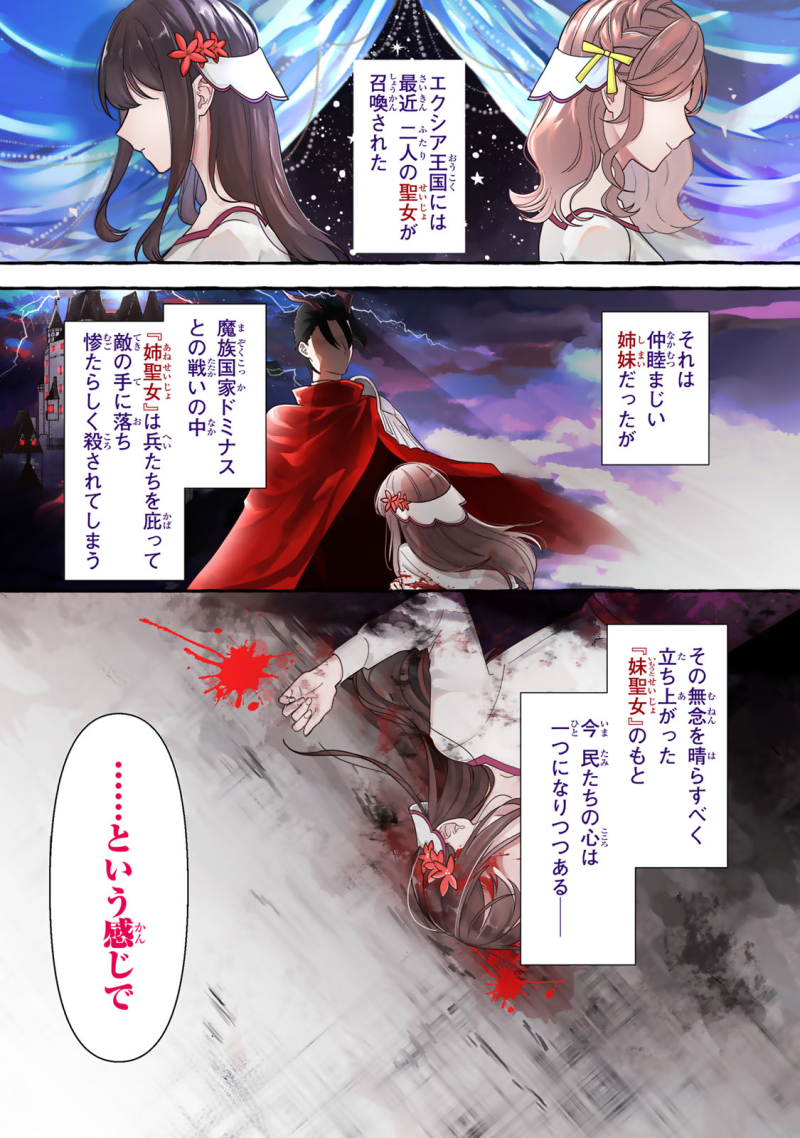 エクシア王国には
最近 二人の聖女が
召喚された
それは
仲睦まじい
姉妹だったが
魔族国家ドミナス
との戦いの中
『姉聖女』は兵たちを庇って
敵の手に落ち
惨たらしく殺されてしまう
その無念を晴らすべく
立ち上がった
『妹聖女』のもと
今 民たちの心は
一つになりつつある──
……という感じで